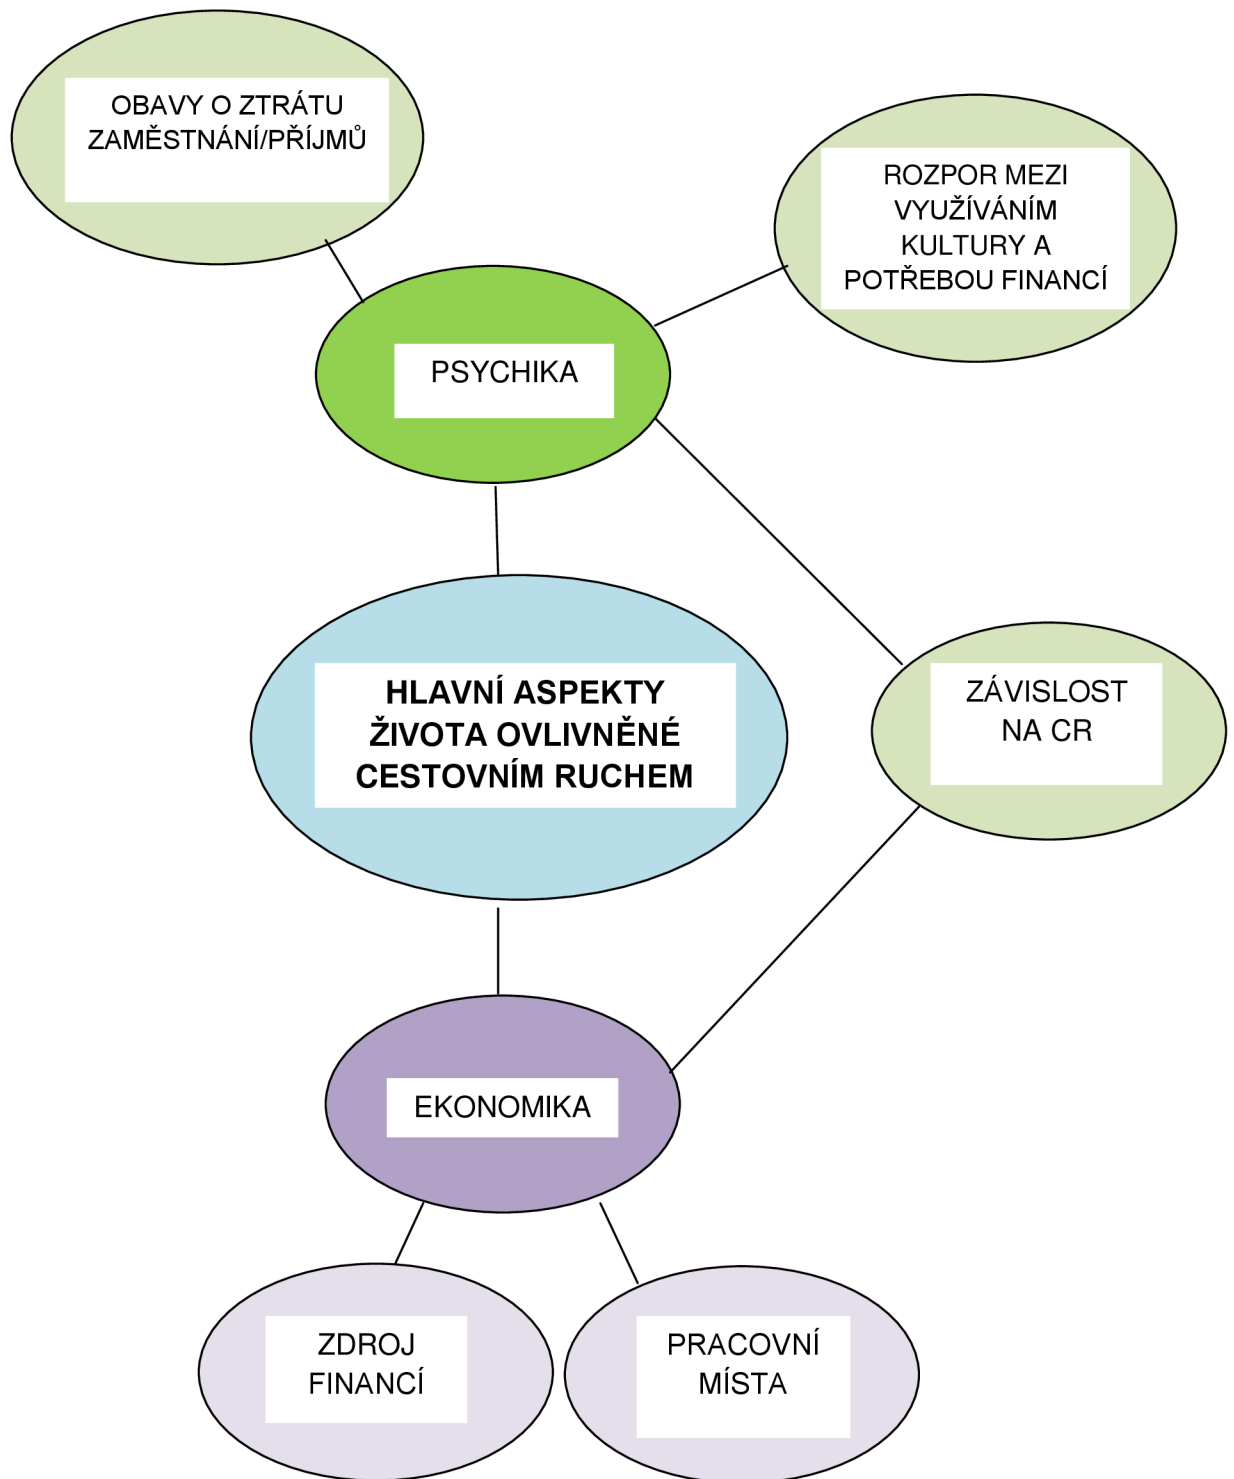 OBAVY O ZTRÁTU
ZAMĚSTNÁNÍ/PŘÍJMŮ
ROZPOR MEZI
VYUŽÍVÁNÍM
KULTURY A
POTŘEBOU FINANCÍ
PSYCHIKA
HLAVNÍ ASPEKTY
ŽIVOTA OVLIVNĚNÉ
CESTOVNÍM RUCHEM
ZÁVISLOST
NA CR
EKONOMIKA
ZDROJ
FINANCÍ
PRACOVNÍ
MÍSTA